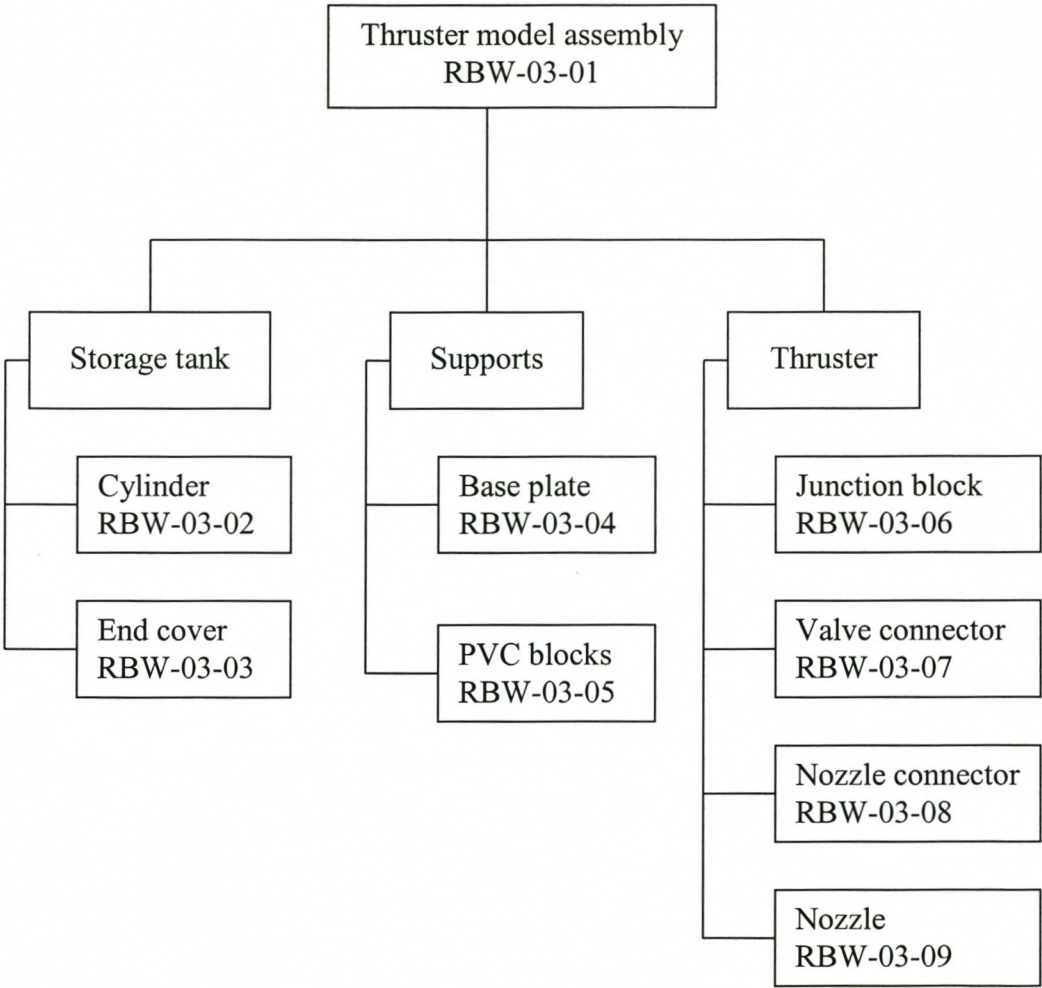 Thruster model assembly
RBW-03-01
Storage tank
Supports
Thruster
Cylinder
RBW-03-02
End cover
RBW-03-03
Base plate
RBW-03-04
PVC blocks
RBW-03-05
Junction block
RBW-03-06
Valve connector
RBW-03-07
Nozzle connector
RBW-03-08
Nozzle
RBW-03-09